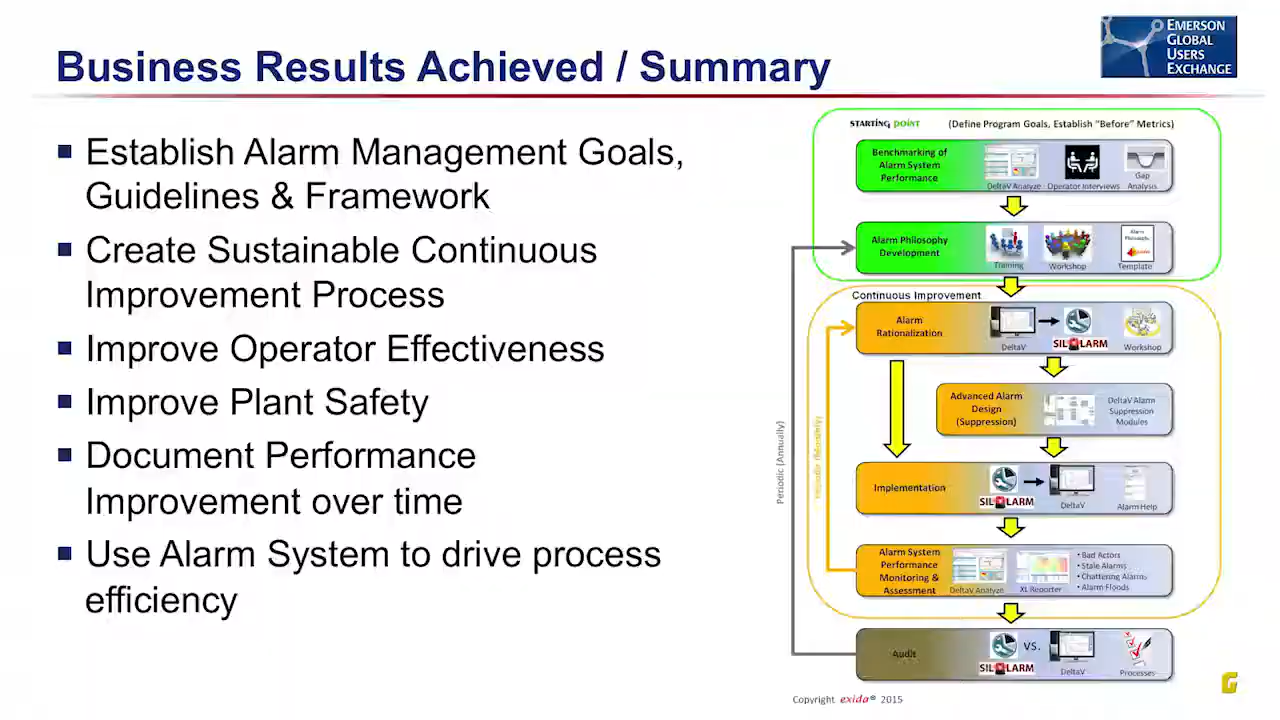 EMERSON
GLOBAL
USERS
EXCHANGE
Business Results Achieved / Summary
▪ Establish Alarm Management Goals,
Guidelines & Framework
▪ Create Sustainable Continuous
Improvement Process
▪ Improve Operator Effectiveness
▪ Improve Plant Safety
▪ Document Performance
Improvement over time
▪ Use Alarm System to drive process
efficiency
STARTING POINT (Define Program Goals, Establish "Before" Metrics)
Benchmarking of
Alarm System
Performance
DeltaV Analyze
Operator Interviews
Gap
Analysis
Alarm Philosophy
Development
Training
Workshop
Alarm
Philosophy
Template
Continuous Improvement
Alarm
Rationalization
DeltaV
SILALARM
Workshop
Advanced Alarm
Design
(Suppression)
DeltaV Alarm
Suppression
Modules
Periodic (Annually)
Periodic (Monthly)
Implementation
SILALARM
DeltaV
Alarm Help
Alarm System
Performance
Monitoring &
Assessment
DeltaV Analyze
XL Reporter
• Bad Actors
• Stale Alarms
• Chattering Alarms
• Alarm Floods
Audit
SILALARM
VS.
DeltaV
Processes
Copyright exida® 2015
G